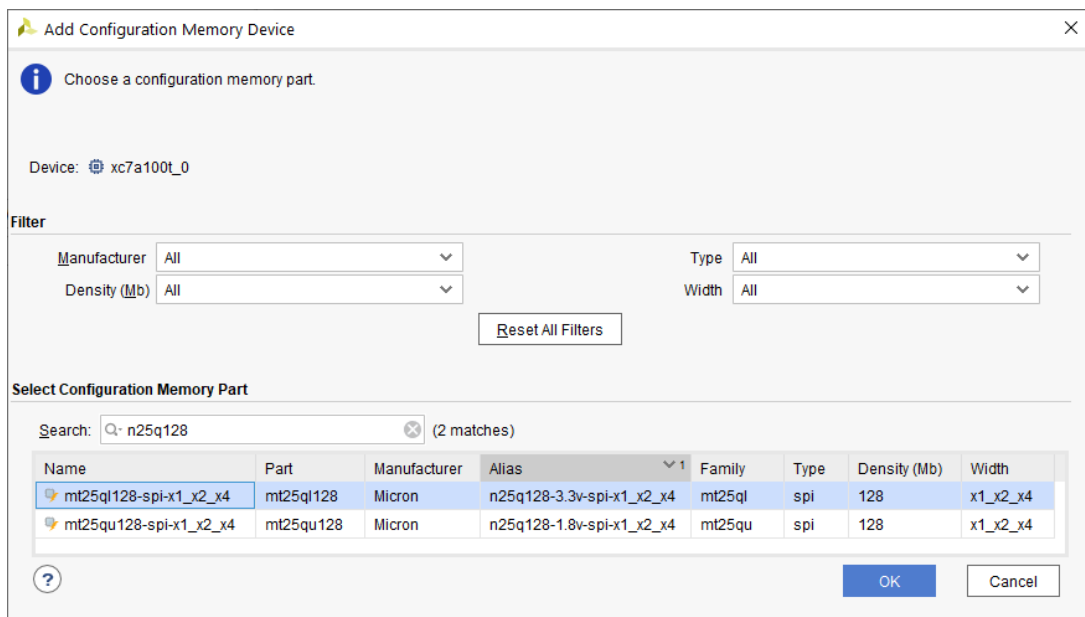 Add Configuration Memory Device
Choose a configuration memory part.
Device: xc7a100t_0
Filter
Manufacturer All Type All
Density (Mb) All Width All
Reset All Filters
Select Configuration Memory Part
Search: n25q128 (2 matches)
Name Part Manufacturer Alias 1 Family Type Density (Mb) Width
mt25ql128-spi-x1_x2_x4 mt25ql128 Micron n25q128-3.3v-spi-x1_x2_x4 mt25ql spi 128 x1_x2_x4
mt25qu128-spi-x1_x2_x4 mt25qu128 Micron n25q128-1.8v-spi-x1_x2_x4 mt25qu spi 128 x1_x2_x4
? OK Cancel